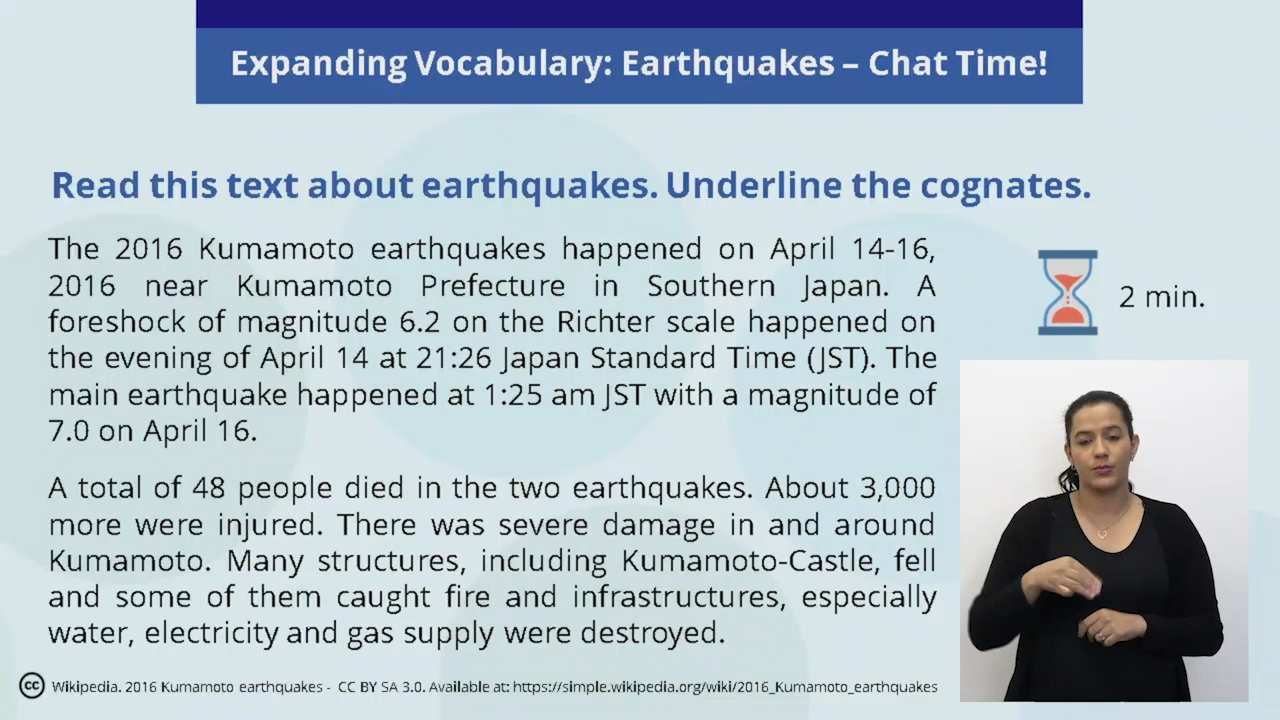 Expanding Vocabulary: Earthquakes – Chat Time!
Read this text about earthquakes. Underline the cognates.
The 2016 Kumamoto earthquakes happened on April 14-16,
2016 near Kumamoto Prefecture in Southern Japan. A
foreshock of magnitude 6.2 on the Richter scale happened on
the evening of April 14 at 21:26 Japan Standard Time (JST). The
main earthquake happened at 1:25 am JST with a magnitude of
7.0 on April 16.
2 min.
A total of 48 people died in the two earthquakes. About 3,000
more were injured. There was severe damage in and around
Kumamoto. Many structures, including Kumamoto-Castle, fell
and some of them caught fire and infrastructures, especially
water, electricity and gas supply were destroyed.
cc Wikipedia. 2016 Kumamoto earthquakes - CC BY SA 3.0. Available at: https://simple.wikipedia.org/wiki/2016_Kumamoto_earthquakes